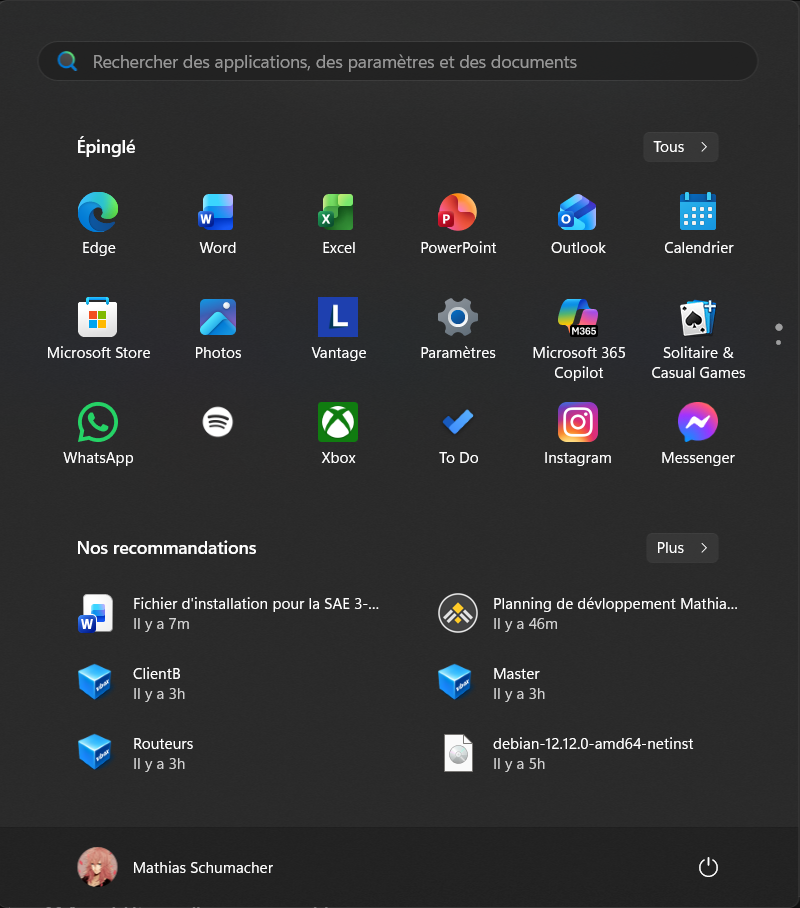 Rechercher des applications, des paramètres et des documents
Épinglé
Tous
Edge
Word
Excel
PowerPoint
Outlook
Calendrier
Microsoft Store
Photos
Vantage
Paramètres
M365
Microsoft 365
Copilot
Solitaire &
Casual Games
WhatsApp
Xbox
To Do
Instagram
Messenger
Nos recommandations
Plus
Fichier d'installation pour la SAE 3-...
Il y a 7m
Planning de dévloppement Mathia...
Il y a 46m
ClientB
Il y a 3h
Master
Il y a 3h
Routeurs
Il y a 3h
debian-12.12.0-amd64-netinst
Il y a 5h
Mathias Schumacher